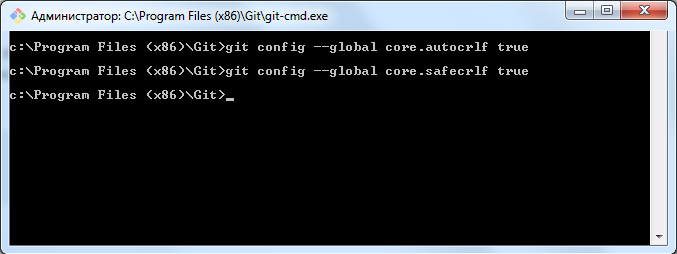 Администратор: C:\Program Files (x86)\Git\git-cmd.exe
c:\Program Files (x86)\Git>git config --global core.autocrlf true
c:\Program Files (x86)\Git>git config --global core.safecrlf true
c:\Program Files (x86)\Git>_